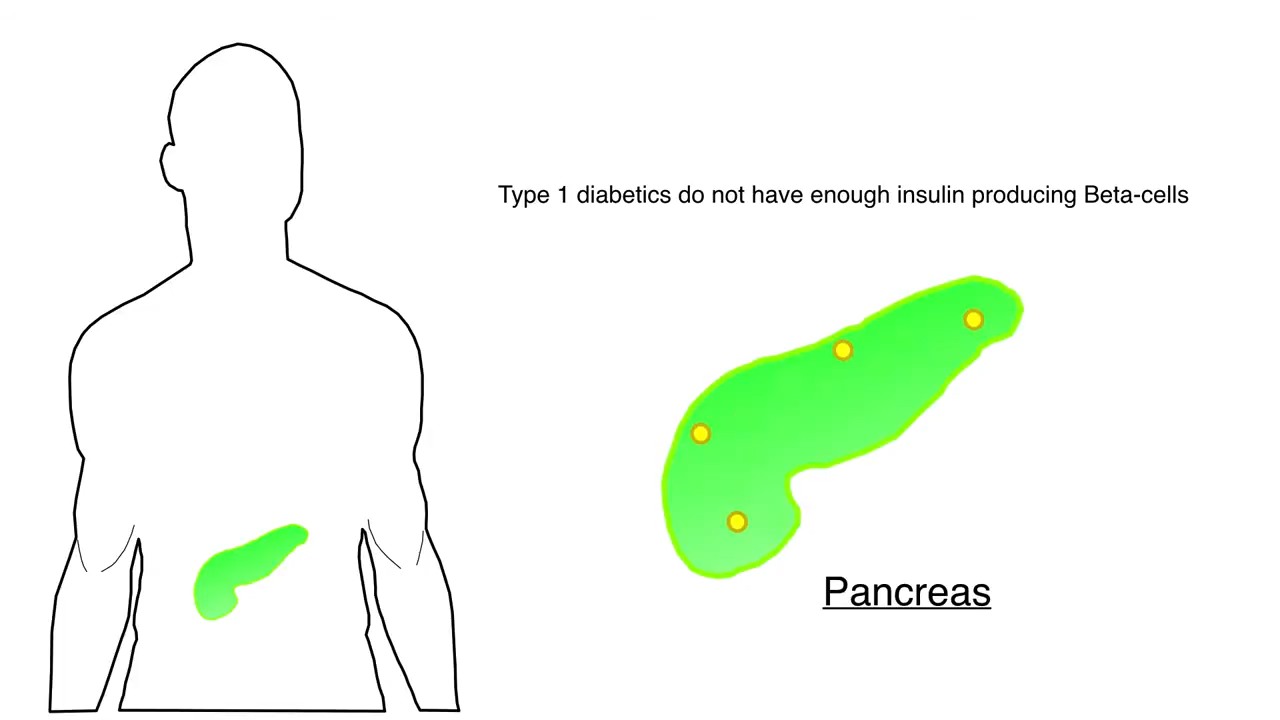 Type 1 diabetics do not have enough insulin producing Beta-cells
Pancreas